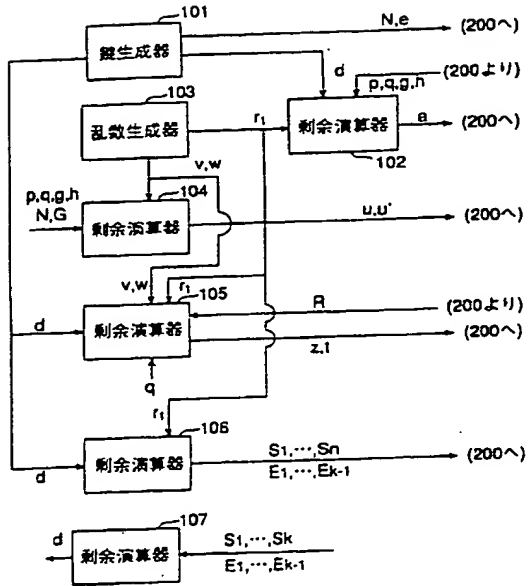 101
鍵生成器
N,e
(200へ)
d
(200より)
p,q,g,h
103
乱数生成器
r1
剰余演算器
a
(200へ)
102
v,w
104
p,q,g,h
N,G
剰余演算器
u,u'
(200へ)
v,w
r1
105
R
(200より)
d
剰余演算器
z,t
(200へ)
q
r1
106
d
剰余演算器
S1,…,Sn
E1,…,Ek-1
(200へ)
107
d
剰余演算器
S1,…,Sk
E1,…,Ek-1